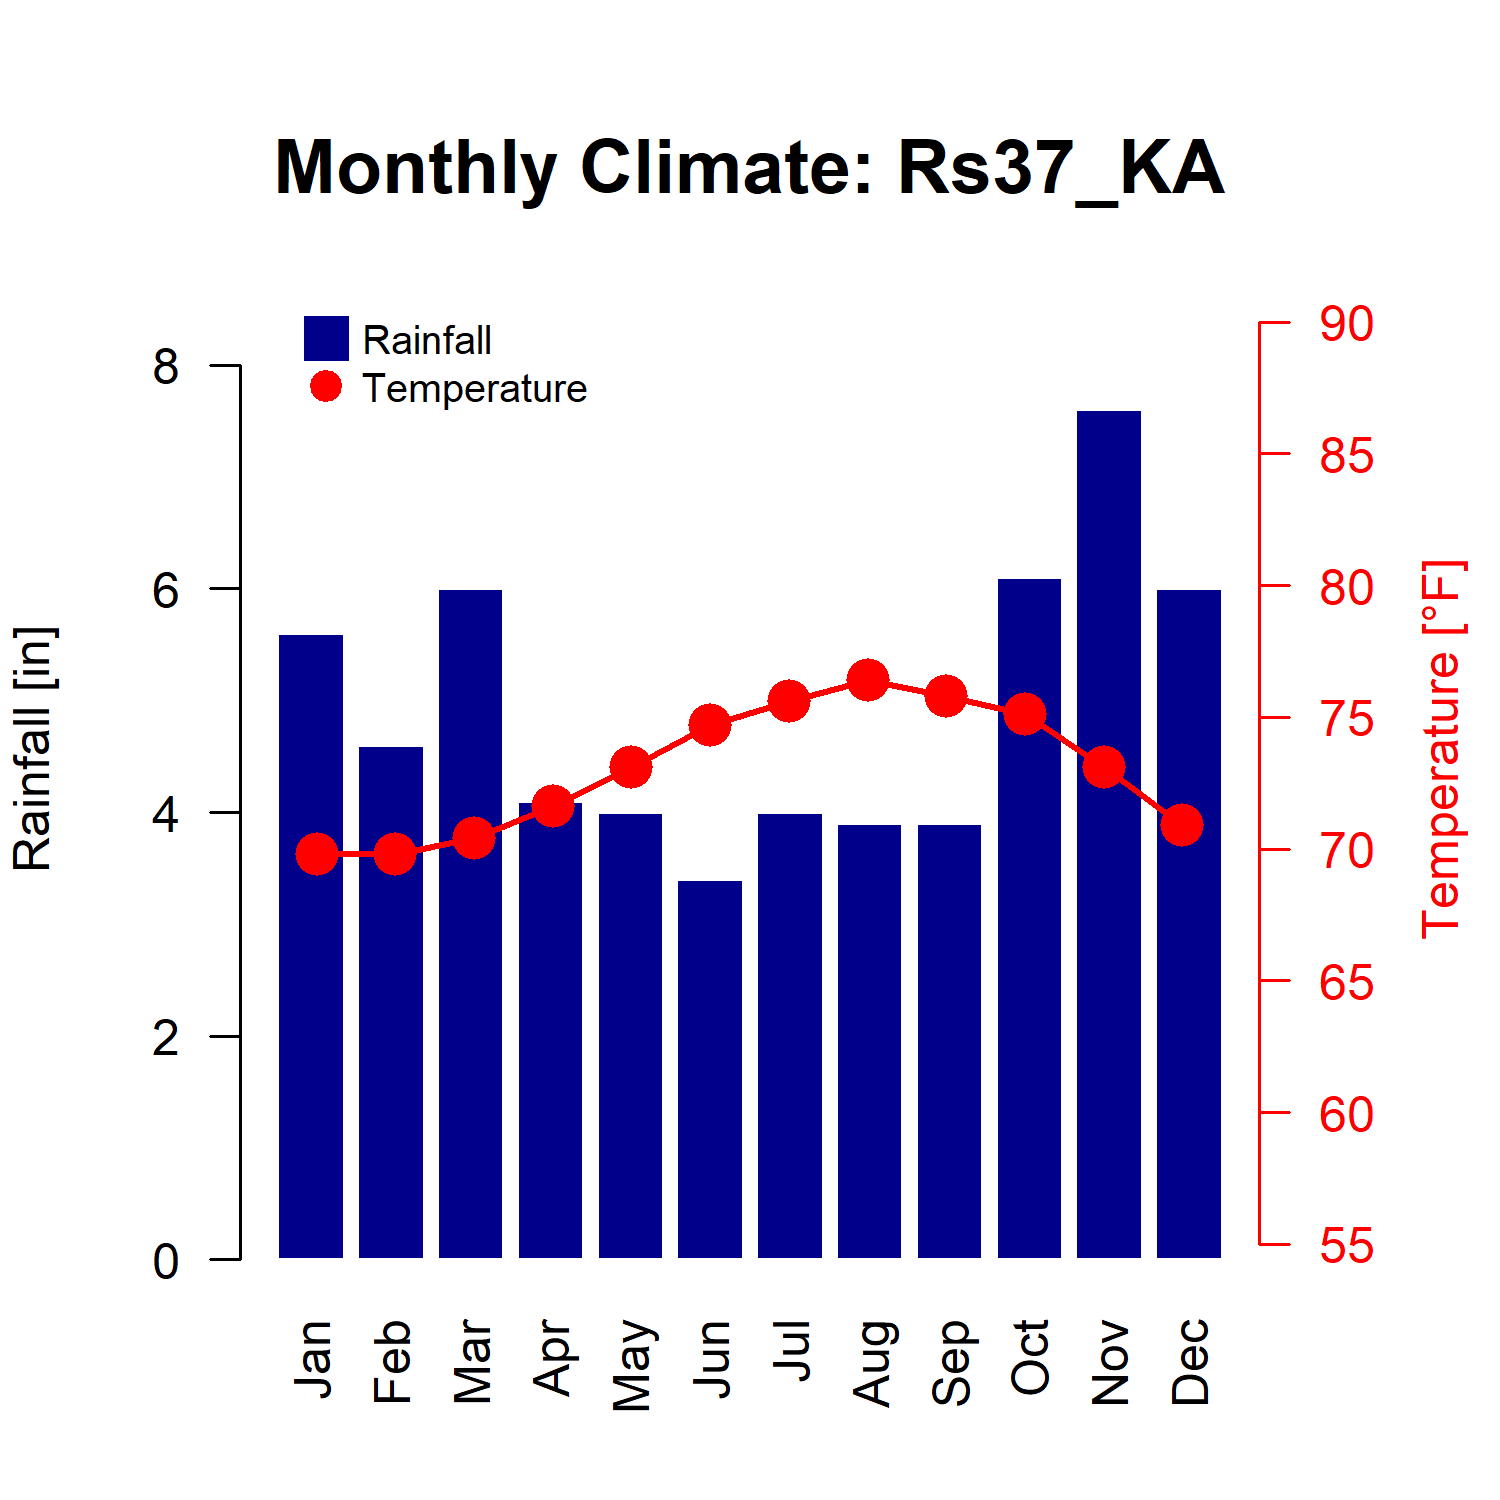 Monthly Climate: Rs37_KA
Rainfall
Temperature
8
6
4
2
0
Rainfall [in]
90
85
80
75
70
65
60
55
Temperature [°F]
Jan
Feb
Mar
Apr
May
Jun
Jul
Aug
Sep
Oct
Nov
Dec